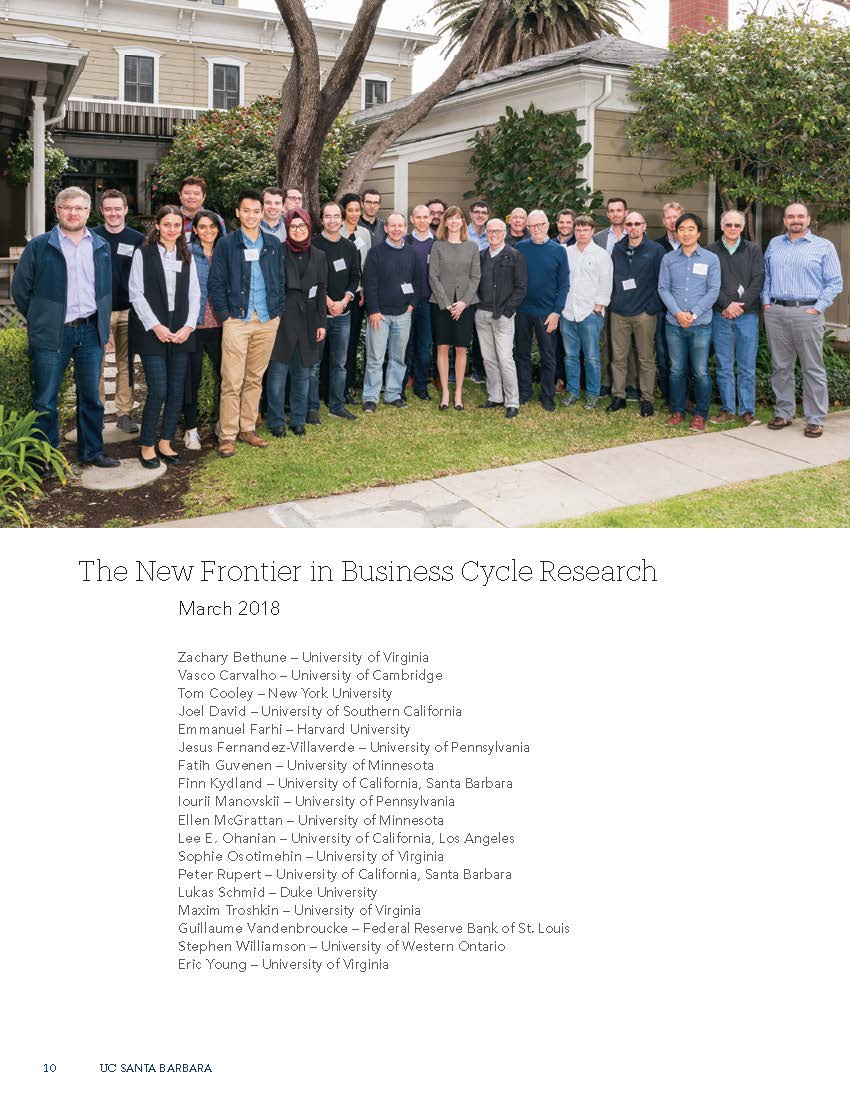 The New Frontier in Business Cycle Research
March 2018
Zachary Bethune – University of Virginia
Vasco Carvalho – University of Cambridge
Tom Cooley – New York University
Joel David – University of Southern California
Emmanuel Farhi – Harvard University
Jesus Fernandez-Villaverde – University of Pennsylvania
Fatih Guvenen – University of Minnesota
Finn Kydland – University of California, Santa Barbara
Iourii Manovskii – University of Pennsylvania
Ellen McGrattan – University of Minnesota
Lee E. Ohanian – University of California, Los Angeles
Sophie Osotimehin – University of Virginia
Peter Rupert – University of California, Santa Barbara
Lukas Schmid – Duke University
Maxim Troshkin – University of Virginia
Guillaume Vandenbroucke – Federal Reserve Bank of St. Louis
Stephen Williamson – University of Western Ontario
Eric Young – University of Virginia
10 UC SANTA BARBARA